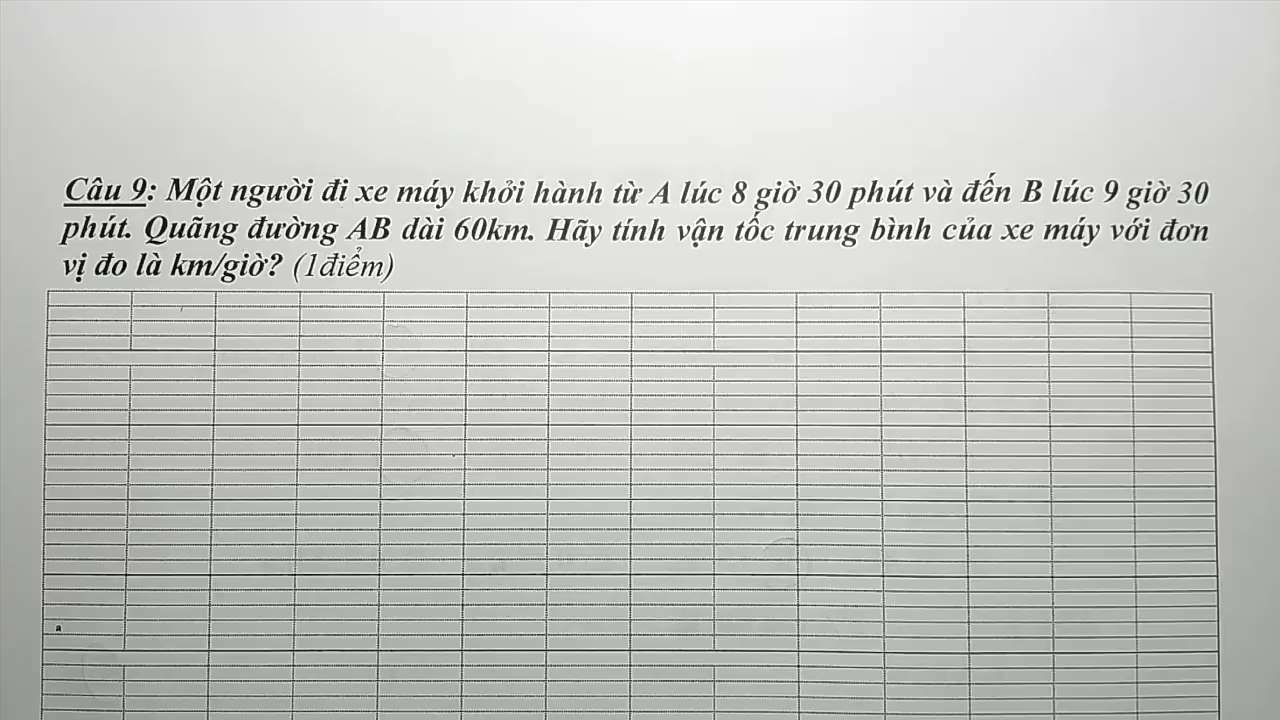 Câu 9: Một người đi xe máy khởi hành từ A lúc 8 giờ 30 phút và đến B lúc 9 giờ 30
phút. Quãng đường AB dài 60km. Hãy tính vận tốc trung bình của xe máy với đơn
vị đo là km/giờ? (1điểm)
a